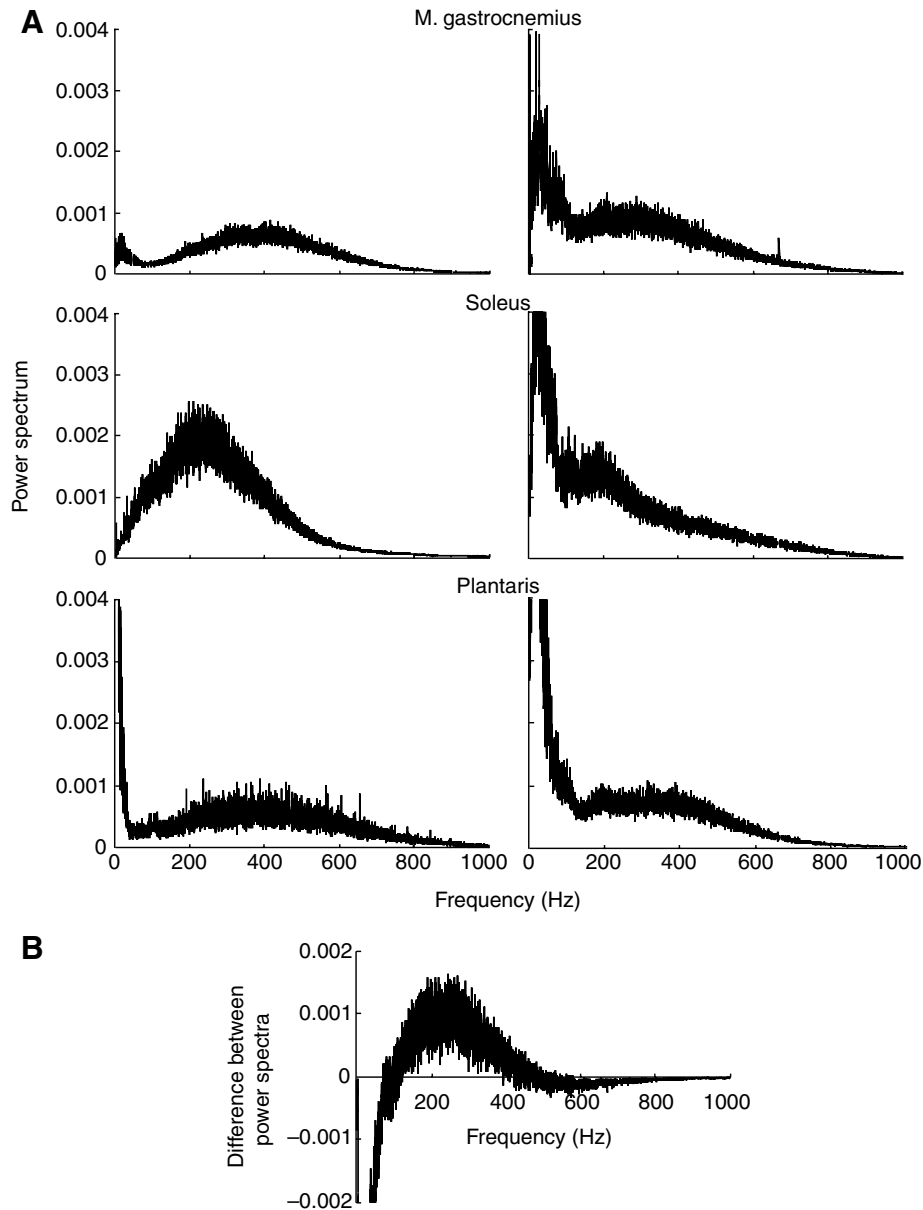 A
M. gastrocnemius
0.004
0.003
0.002
0.001
0
Soleus
0.004
0.003
0.002
0.001
0
Power spectrum
Plantaris
0.004
0.003
0.002
0.001
0
0 200 400 600 800 1000
0 200 400 600 800 1000
Frequency (Hz)
B
0.002
0.001
0
−0.001
−0.002
Difference between
power spectra
200 400 600 800 1000
Frequency (Hz)